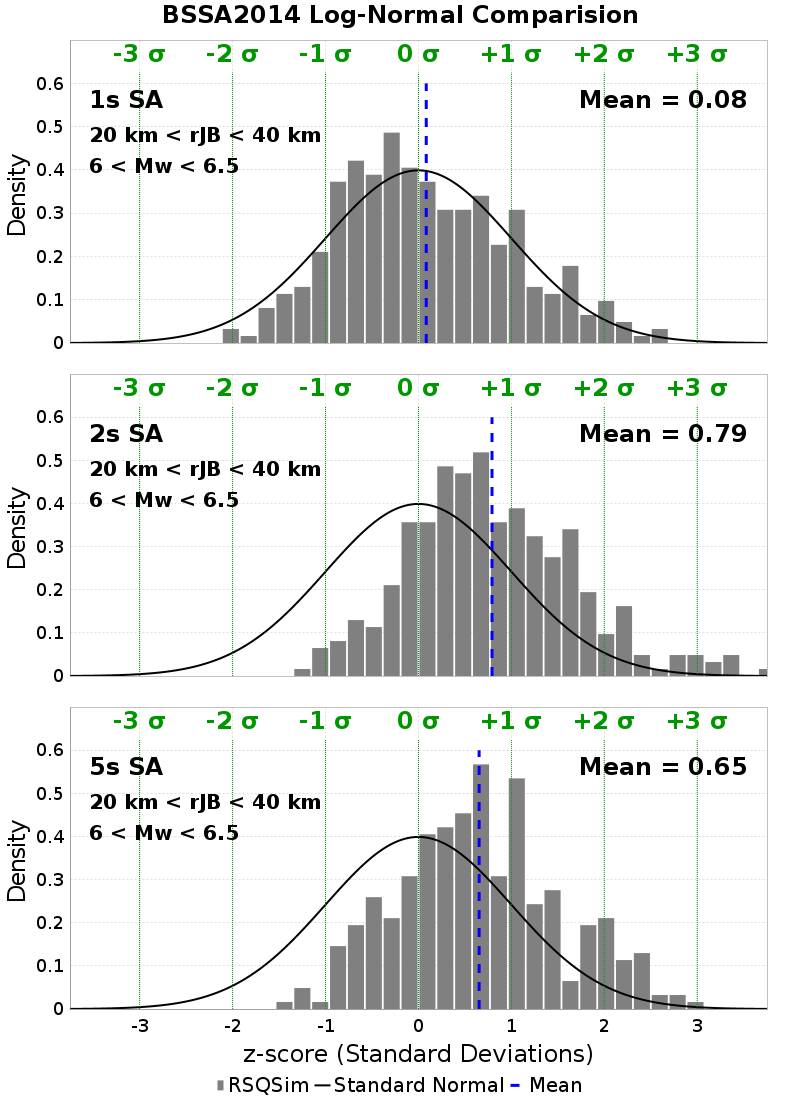 BSSA2014 Log-Normal Comparision
-3 σ -2 σ -1 σ 0 σ +1 σ +2 σ +3 σ
1s SA
Mean = 0.08
20 km < rJB < 40 km
6 < Mw < 6.5
0.6
0.5
0.4
0.3
0.2
0.1
0
Density
-3 σ -2 σ -1 σ 0 σ +1 σ +2 σ +3 σ
2s SA
Mean = 0.79
20 km < rJB < 40 km
6 < Mw < 6.5
0.6
0.5
0.4
0.3
0.2
0.1
0
Density
-3 σ -2 σ -1 σ 0 σ +1 σ +2 σ +3 σ
5s SA
Mean = 0.65
20 km < rJB < 40 km
6 < Mw < 6.5
0.6
0.5
0.4
0.3
0.2
0.1
0
Density
-3 -2 -1 0 1 2 3
z-score (Standard Deviations)
RSQSim Standard Normal Mean